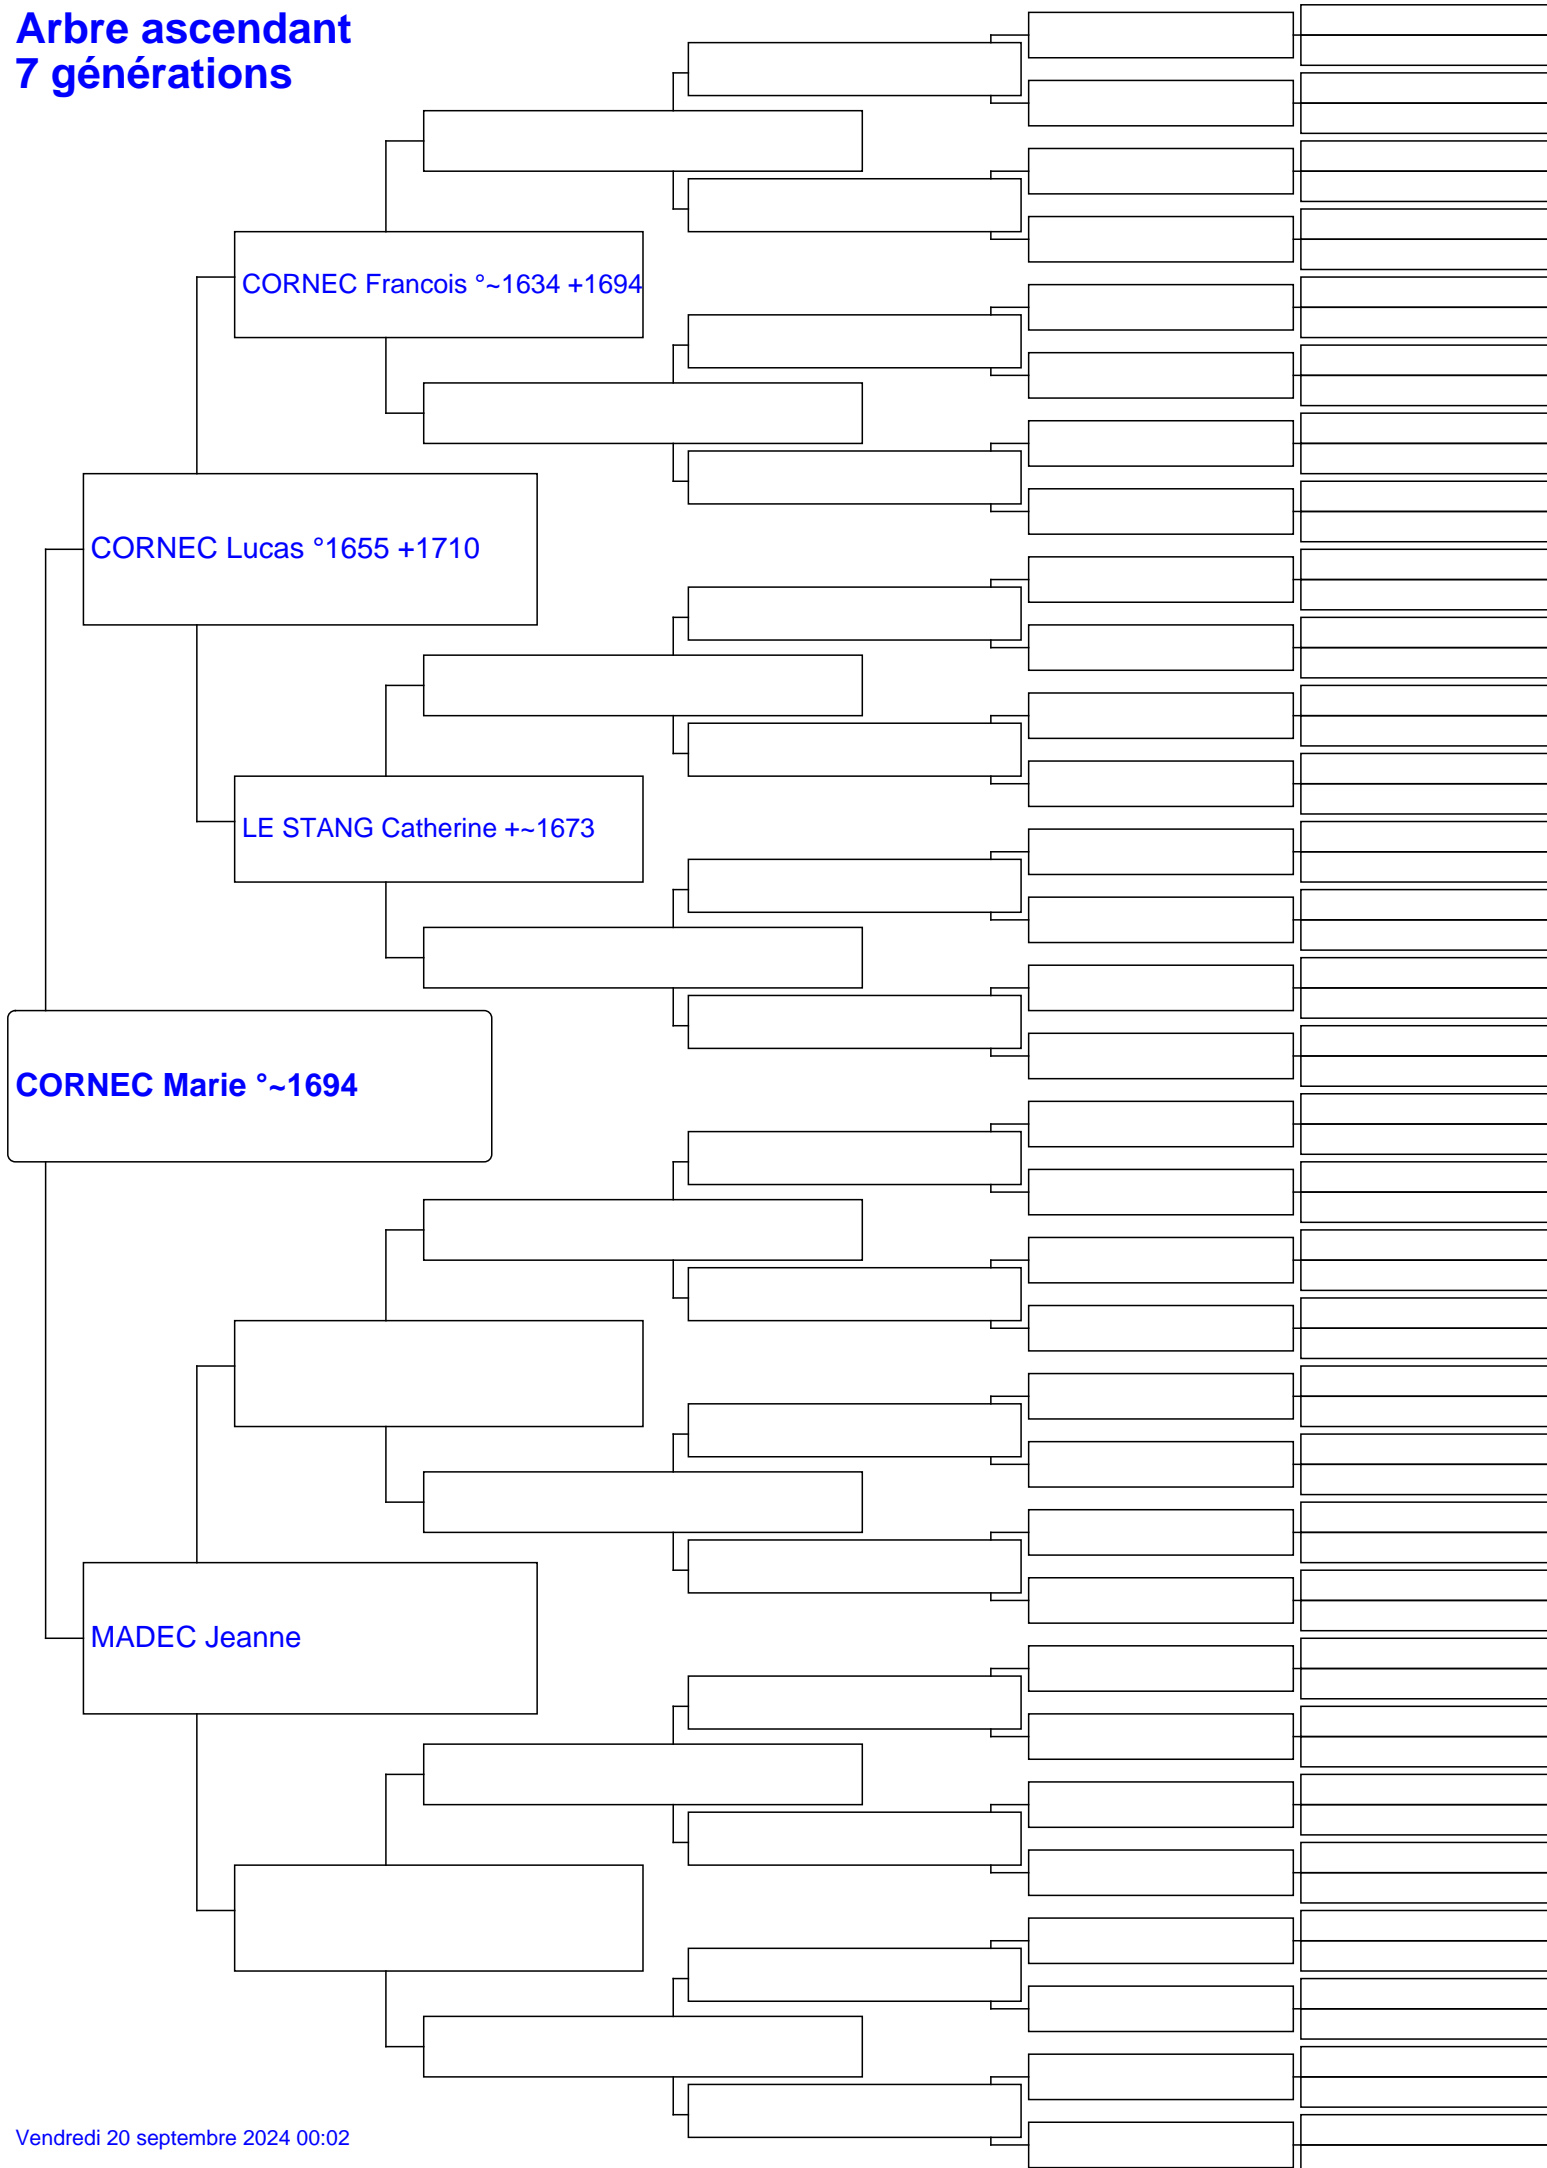 Arbre ascendant
7 générations
CORNEC Francois °~1634 +1694
CORNEC Lucas °1655 +1710
LE STANG Catherine +~1673
CORNEC Marie °~1694
MADEC Jeanne
Vendredi 20 septembre 2024 00:02